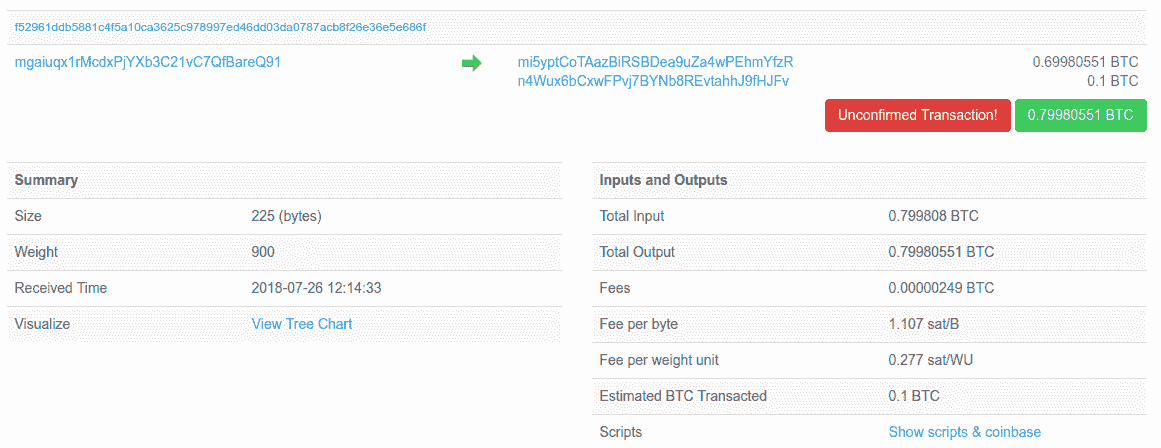 f52961ddb5881c4f5a10ca3625c978997ed46dd03da0787acb8f26e36e5e686f
mgaiuqx1rMcdxPjYXb3C21vC7QfBareQ91 mi5yptCoTAazBiRSBDea9uZa4wPEhmYfzR 0.69980551 BTC
n4Wux6bCxwFPvj7BYNb8REvtahhJ9fHJFv 0.1 BTC
Unconfirmed Transaction! 0.79980551 BTC
Summary
Size 225 (bytes)
Weight 900
Received Time 2018-07-26 12:14:33
Visualize View Tree Chart
Inputs and Outputs
Total Input 0.799808 BTC
Total Output 0.79980551 BTC
Fees 0.00000249 BTC
Fee per byte 1.107 sat/B
Fee per weight unit 0.277 sat/WU
Estimated BTC Transacted 0.1 BTC
Scripts Show scripts & coinbase